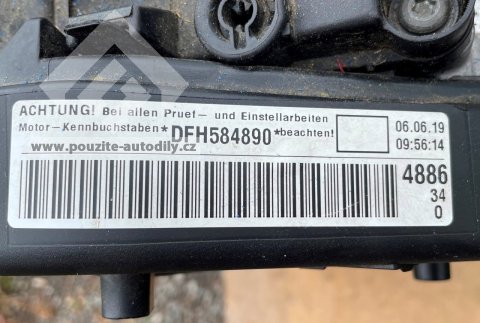 ACHTUNG! Bei allen Pruef- und Einstellarbeiten
Motor-Kennbuchstaben *DFH584890* beachten!
06.06.19
09:56:14
www.pouzite-autodily.cz
4886
34
0